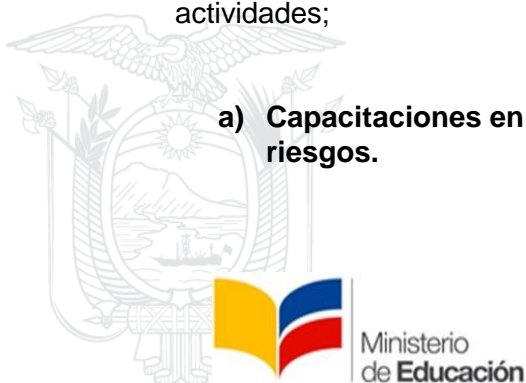 actividades;
a) Capacitaciones en
riesgos.
Ministerio
de Educación